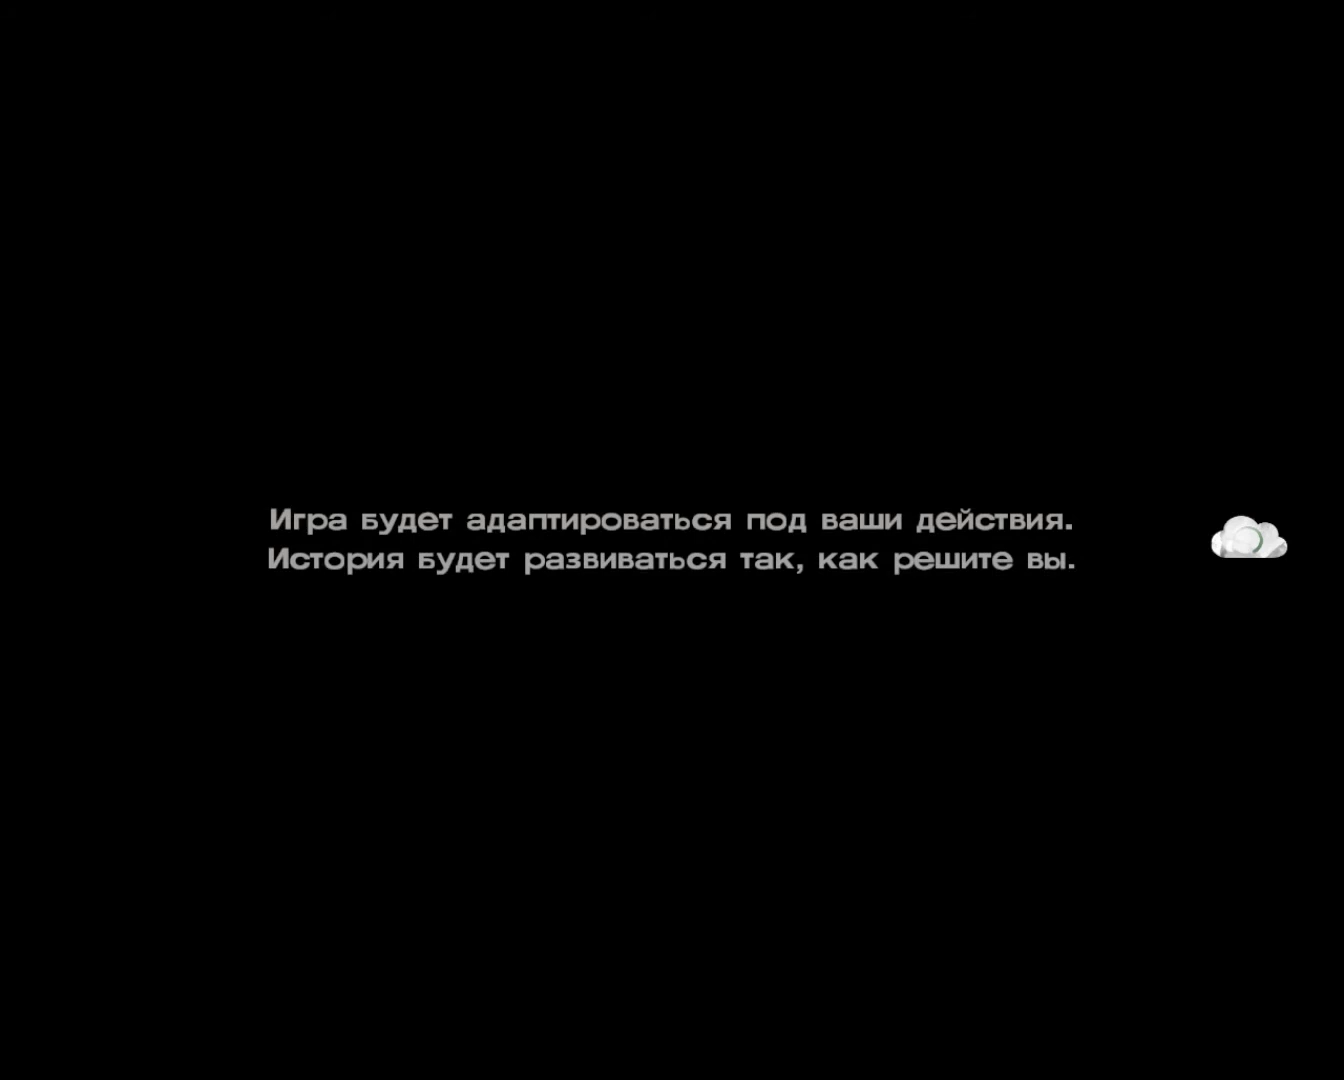 Игра будет адаптироваться под ваши действия.
История будет развиваться так, как решите вы.